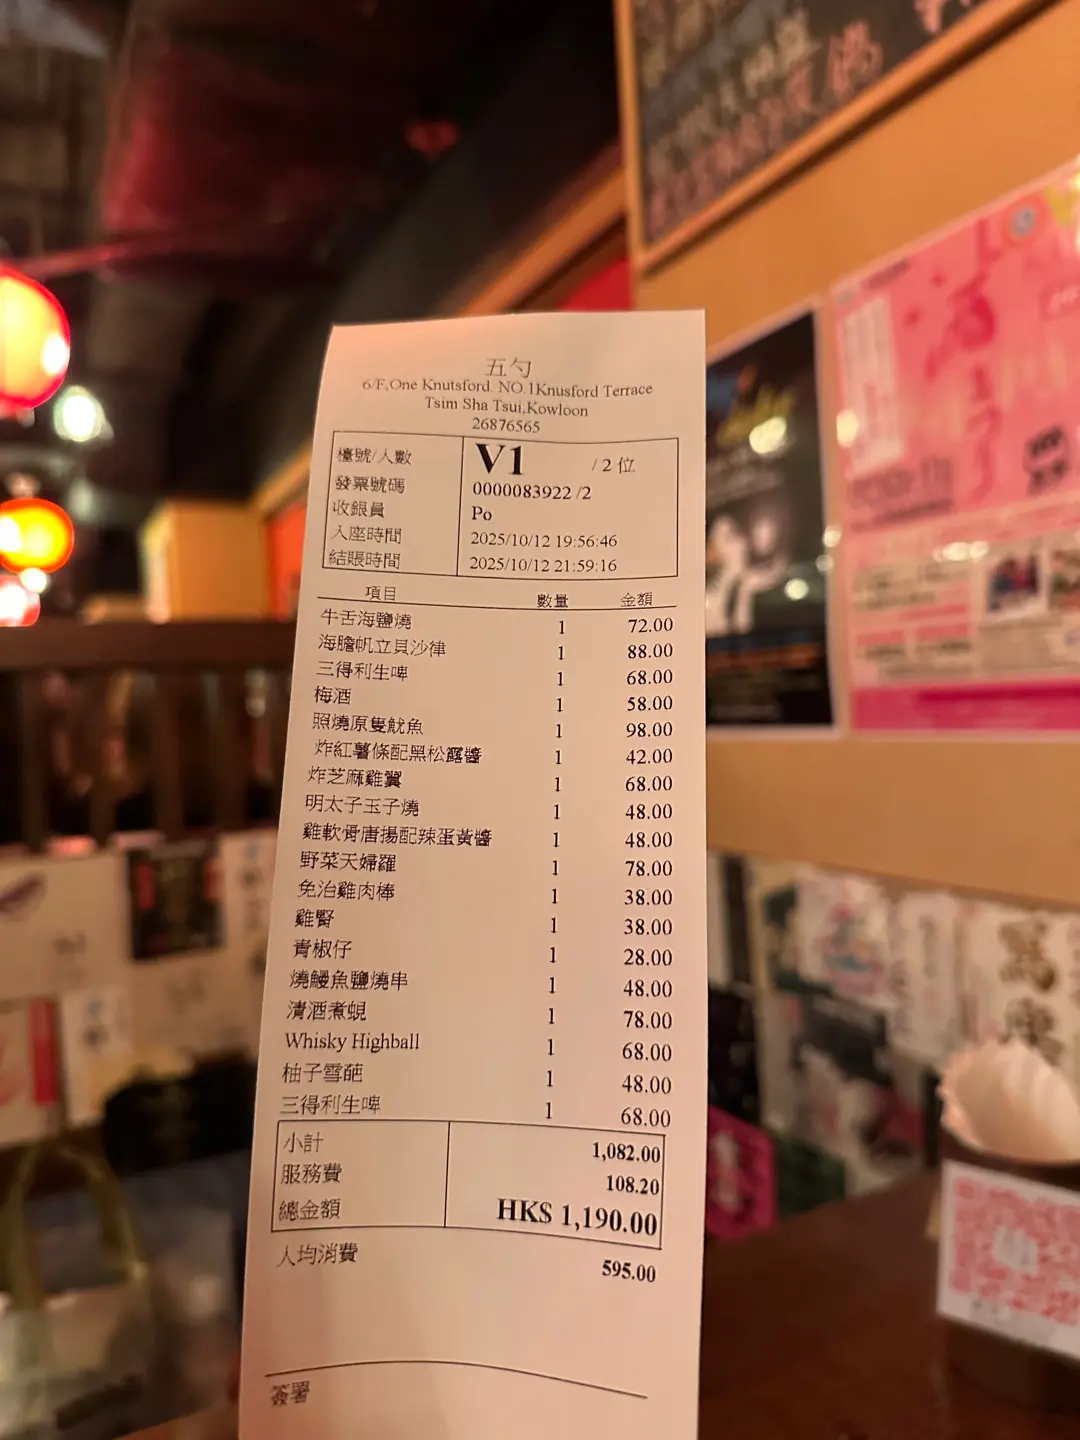 五勺
6/F,One Knutsford. NO.1Knusford Terrace
Tsim Sha Tsui,Kowloon
26876565
檯號/人數 V1 / 2 位
發票號碼 0000083922 /2
收銀員 Po
入座時間 2025/10/12 19:56:46
結賬時間 2025/10/12 21:59:16
項目 數量 金額
牛舌海鹽燒 1 72.00
海膽帆立貝沙律 1 88.00
三得利生啤 1 68.00
梅酒 1 58.00
照燒原隻魷魚 1 98.00
炸紅薯條配黑松露醬 1 42.00
炸芝麻雞翼 1 68.00
明太子玉子燒 1 48.00
雞軟骨唐揚配辣蛋黃醬 1 48.00
野菜天婦羅 1 78.00
免治雞肉棒 1 38.00
雞腎 1 38.00
青椒仔 1 28.00
燒鰻魚鹽燒串 1 48.00
清酒煮蜆 1 78.00
Whisky Highball 1 68.00
柚子雪葩 1 48.00
三得利生啤 1 68.00
小計 1,082.00
服務費 108.20
總金額 HK$ 1,190.00
人均消費 595.00
簽署